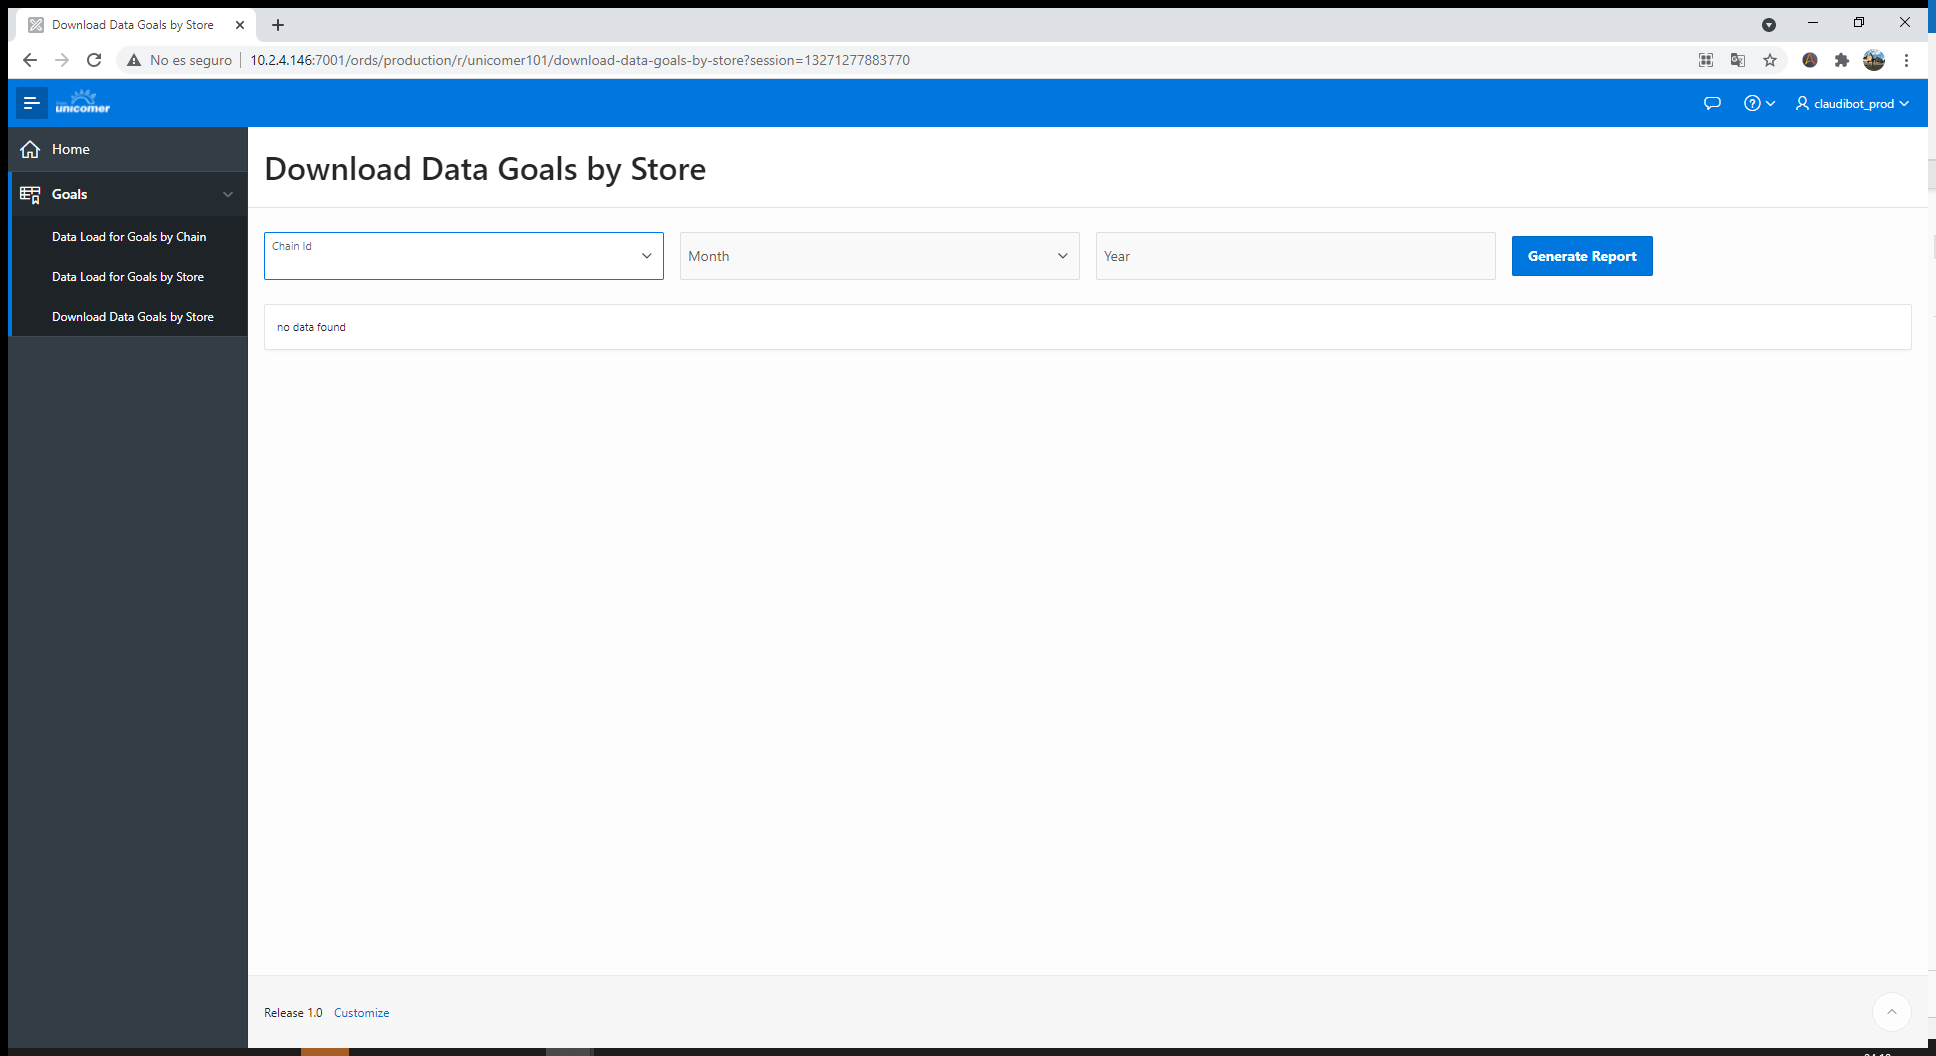 Download Data Goals by Store
No es seguro
10.2.4.146:7001/ords/production/r/unicomer101/download-data-goals-by-store?session=13271277883770
unicomer
claudibot_prod
Home
Goals
Data Load for Goals by Chain
Data Load for Goals by Store
Download Data Goals by Store
Download Data Goals by Store
Chain Id
Month
Year
Generate Report
no data found
Release 1.0 Customize